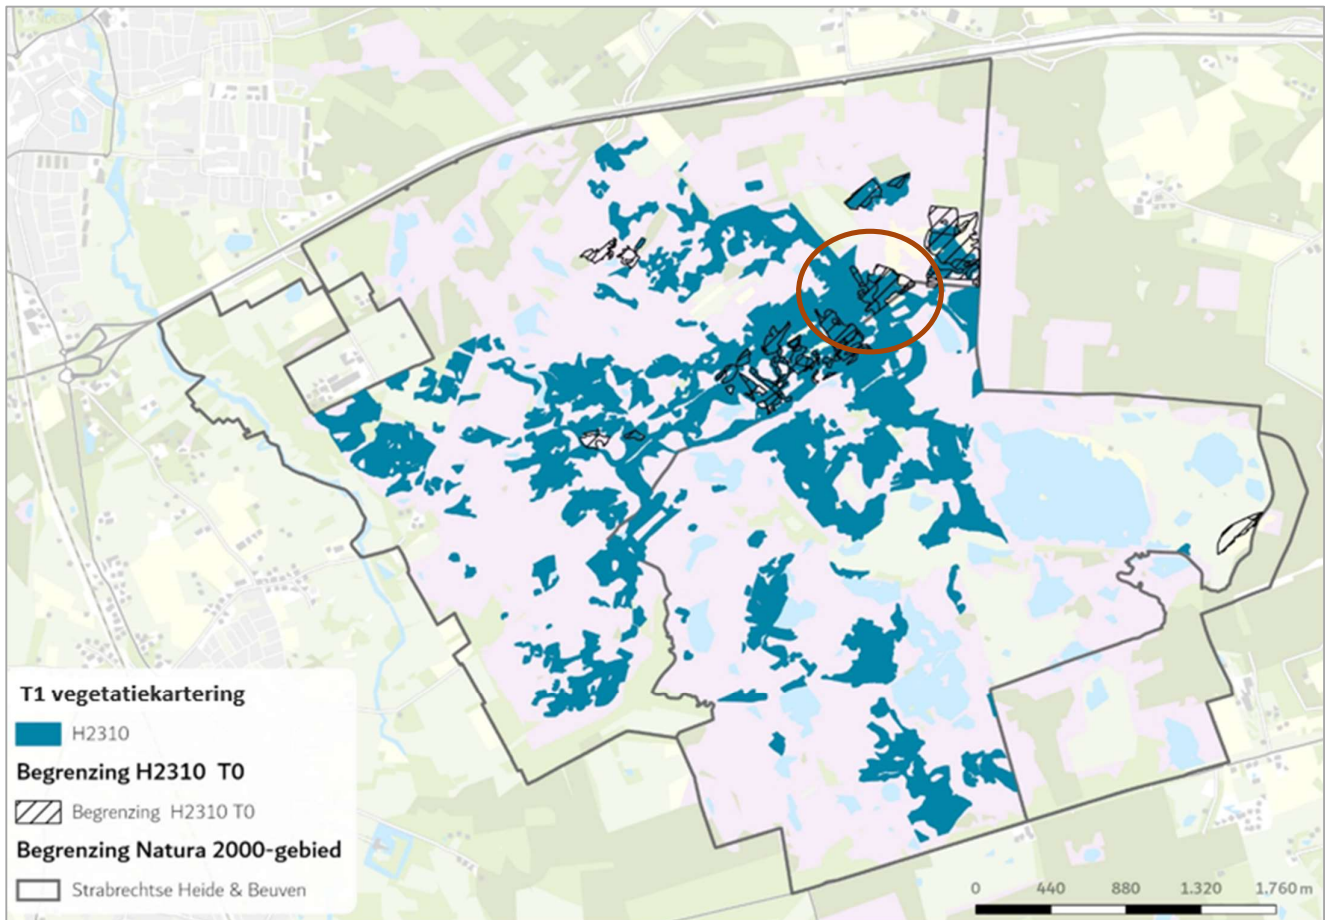 T1 vegetatiekartering
H2310
Begrenzing H2310 T0
Begrenzing H2310 T0
Begrenzing Natura 2000-gebied
Strabrechtse Heide & Beuven
0 440 880 1.320 1.760 m